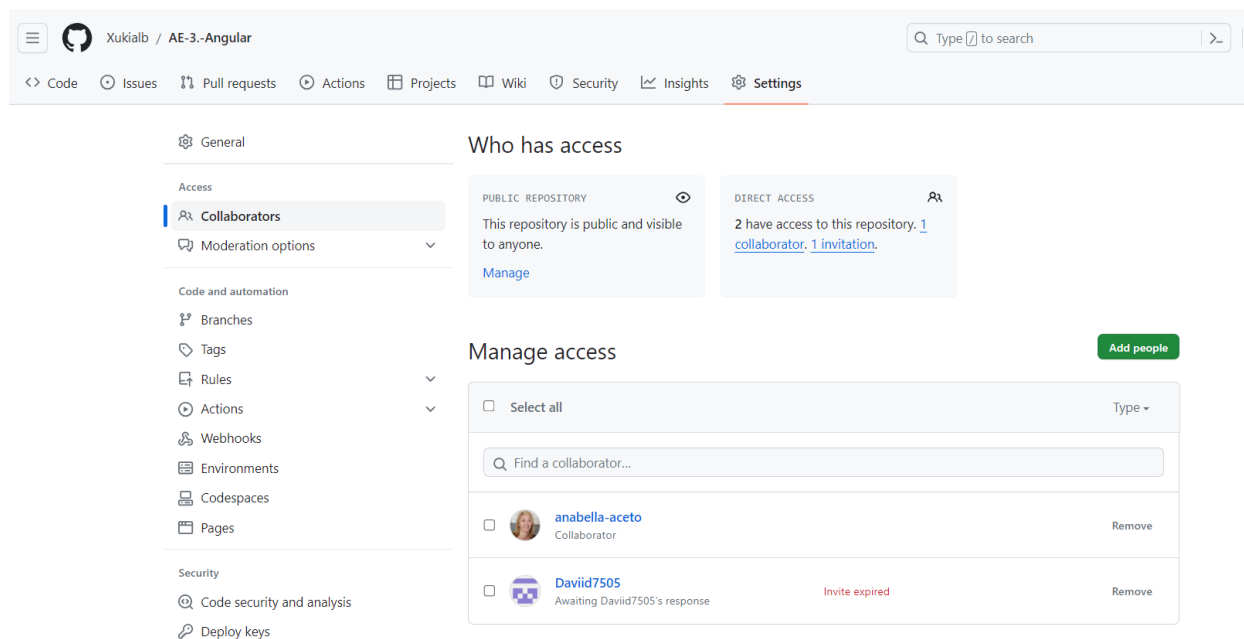 Xukialb / AE-3.-Angular
Type / to search
Code
Issues
Pull requests
Actions
Projects
Wiki
Security
Insights
Settings
General
Access
Collaborators
Moderation options
Code and automation
Branches
Tags
Rules
Actions
Webhooks
Environments
Codespaces
Pages
Security
Code security and analysis
Deploy keys
Who has access
PUBLIC REPOSITORY
This repository is public and visible
to anyone.
Manage
DIRECT ACCESS
2 have access to this repository. 1
collaborator. 1 invitation.
Manage access
Add people
Select all
Type
Find a collaborator...
anabella-aceto
Collaborator
Remove
Daviid7505
Awaiting Daviid7505's response
Invite expired
Remove